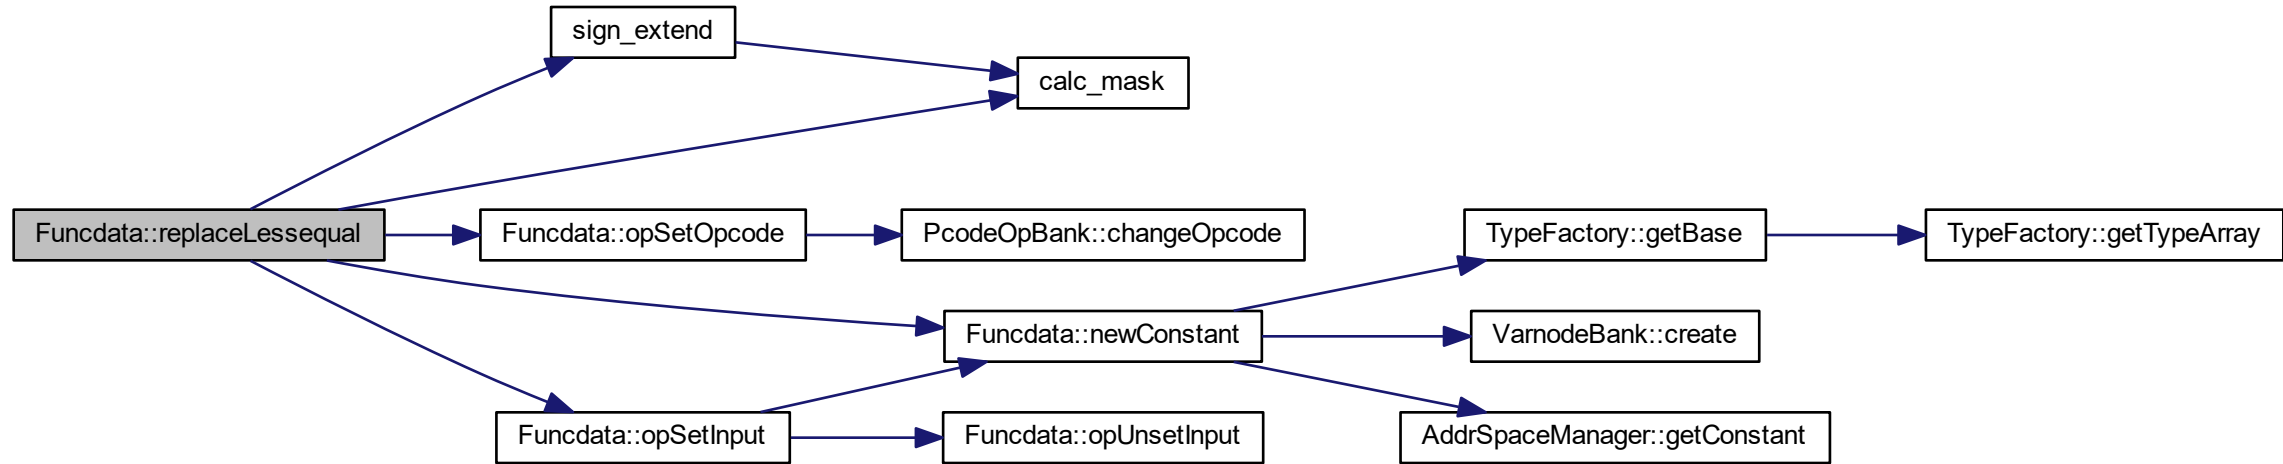 sign_extend
calc_mask
Funcdata::replaceLessequal
Funcdata::opSetOpcode
PcodeOpBank::changeOpcode
TypeFactory::getBase
TypeFactory::getTypeArray
Funcdata::newConstant
VarnodeBank::create
Funcdata::opSetInput
Funcdata::opUnsetInput
AddrSpaceManager::getConstant